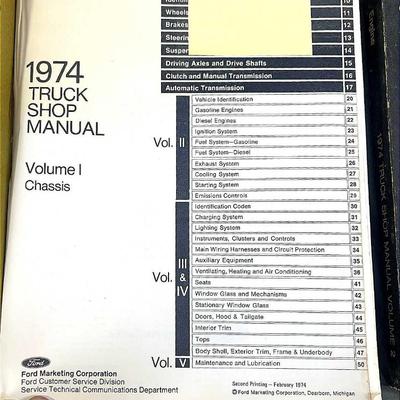 Identifi 10
Wheels
Brakes 12
Steerin 13
Suspen 14
Driving Axles and Drive Shafts 15
Clutch and Manual Transmission 16
Automatic Transmission 17
1974
TRUCK
SHOP
MANUAL
Volume I
Chassis
Vol. II
Vehicle Identification 20
Gasoline Engines 21
Diesel Engines 22
Ignition System 23
Fuel System—Gasoline 24
Fuel System—Diesel 25
Exhaust System 26
Cooling System 27
Starting System 28
Emissions Controls 29
Vol. III & IV
Identification Codes 30
Charging System 31
Lighting System 32
Instruments, Clusters and Controls 33
Main Wiring Harnesses and Circuit Protection 34
Auxiliary Equipment 35
Ventilating, Heating and Air Conditioning 36
Seats 41
Window Glass and Mechanisms 42
Stationary Window Glass 43
Doors, Hood & Tailgate 44
Interior Trim 45
Tops 46
Body Shell, Exterior Trim, Frame & Underbody 47
Vol. V
Maintenance and Lubrication 50
Ford
Ford Marketing Corporation
Ford Customer Service Division
Service Technical Communications Department
Second Printing—February 1974
© Ford Marketing Corporation, Dearborn, Michigan
Engine
1974 TRUCK SHOP MANUAL VOLUME 2